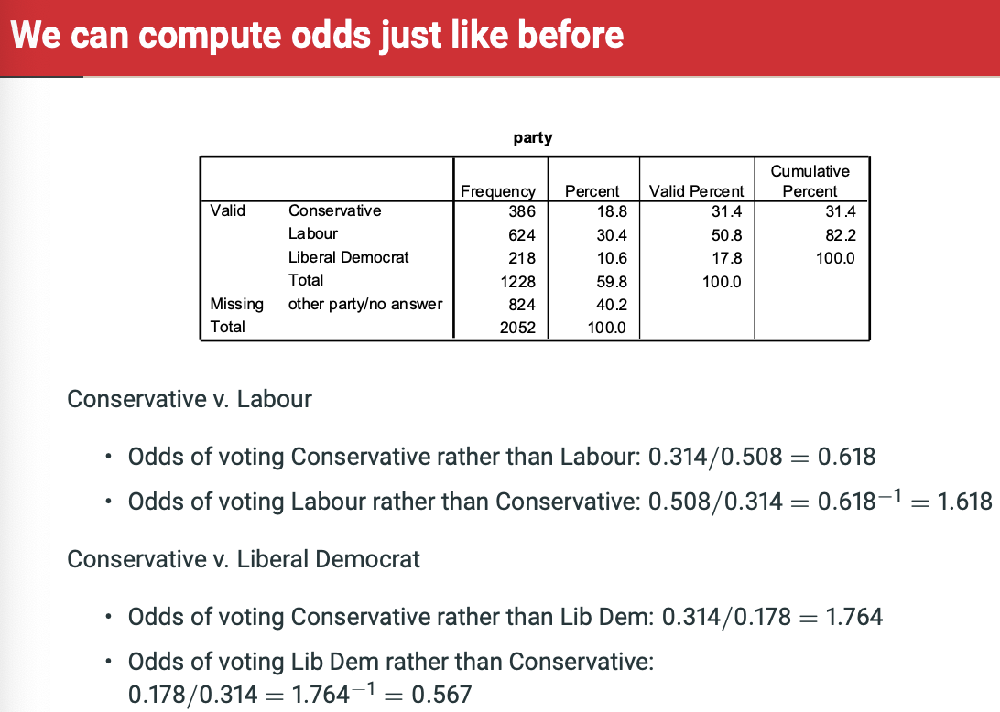 We can compute odds just like before
party
Cumulative
Frequency Percent Valid Percent Percent
Valid Conservative 386 18.8 31.4 31.4
Labour 624 30.4 50.8 82.2
Liberal Democrat 218 10.6 17.8 100.0
Total 1228 59.8 100.0
Missing other party/no answer 824 40.2
Total 2052 100.0
Conservative v. Labour
• Odds of voting Conservative rather than Labour: 0.314/0.508 = 0.618
• Odds of voting Labour rather than Conservative: 0.508/0.314 = 0.618⁻¹ = 1.618
Conservative v. Liberal Democrat
• Odds of voting Conservative rather than Lib Dem: 0.314/0.178 = 1.764
• Odds of voting Lib Dem rather than Conservative:
0.178/0.314 = 1.764⁻¹ = 0.567